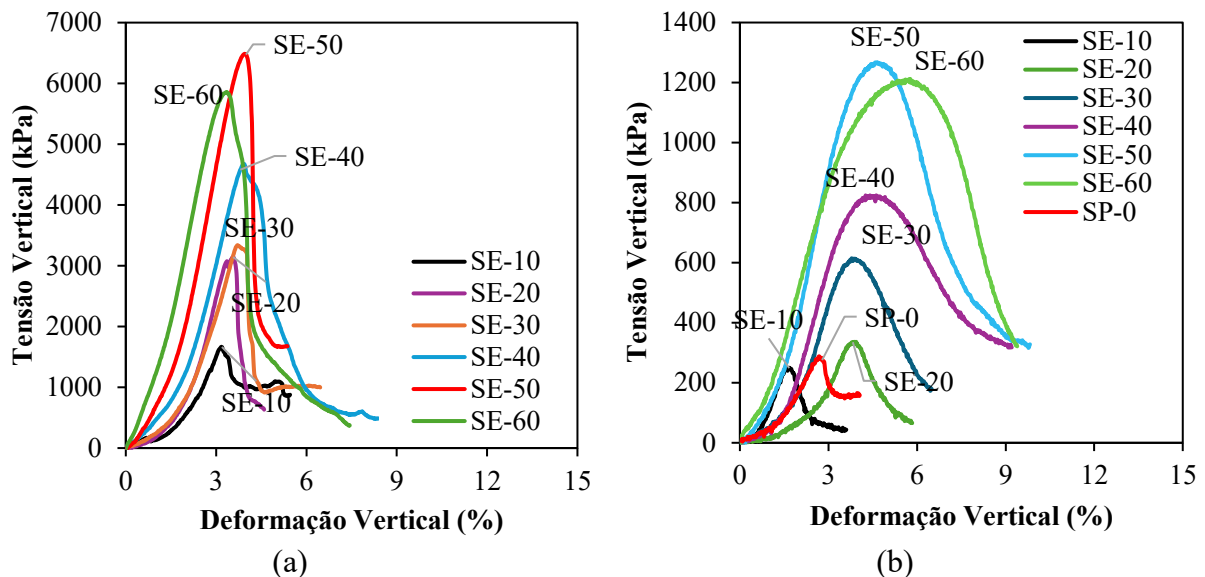 7000
6000
5000
4000
3000
2000
1000
0
Tensão Vertical (kPa)
SE-50
SE-60
SE-40
SE-30
SE-20
SE-10
SE-10
SE-20
SE-30
SE-40
SE-50
SE-60
0 3 6 9 12 15
Deformação Vertical (%)
(a)
1400
1200
1000
800
600
400
200
0
Tensão Vertical (kPa)
SE-50
SE-60
SE-40
SE-30
SE-10
SP-0
SE-20
SE-10
SE-20
SE-30
SE-40
SE-50
SE-60
SP-0
0 3 6 9 12 15
Deformação Vertical (%)
(b)